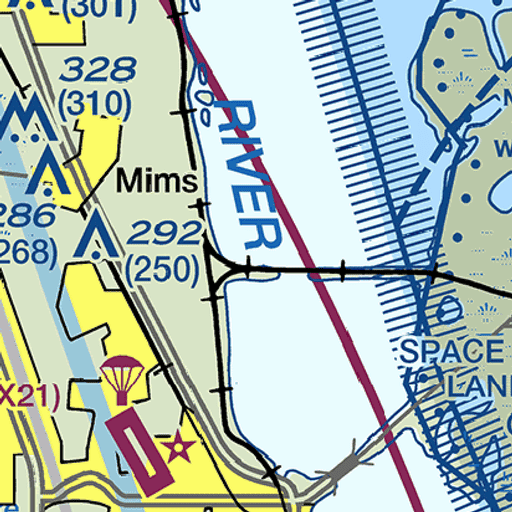 (301)
328
(310)
RIVER
Mims
286
268)
292
(250)
SPACE
LAN
X21)